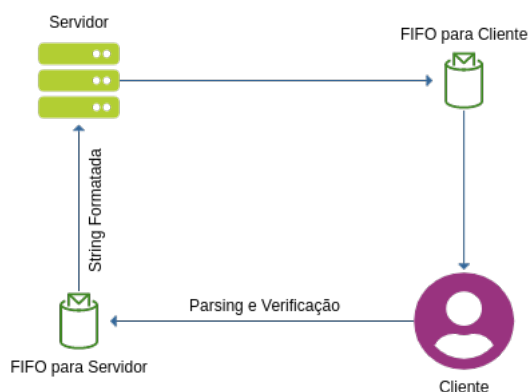 Servidor
FIFO para Cliente
String Formatada
Parsing e Verificação
FIFO para Servidor
Cliente